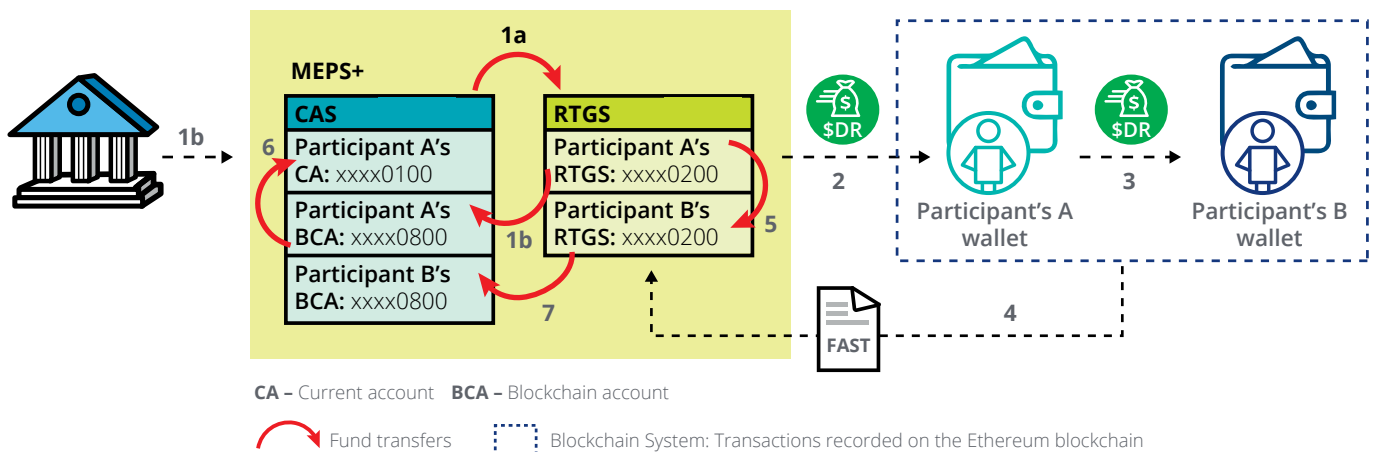 1a
MEPS+
1b
CAS
RTGS
$
$DR
$
$DR
6
Participant A's
CA: xxxx0100
Participant A's
RTGS: xxxx0200
2
3
Participant A's
BCA: xxxx0800
1b
Participant B's
RTGS: xxxx0200
5
Participant's A
wallet
Participant's B
wallet
Participant B's
BCA: xxxx0800
7
4
FAST
CA – Current account BCA – Blockchain account
Fund transfers
Blockchain System: Transactions recorded on the Ethereum blockchain